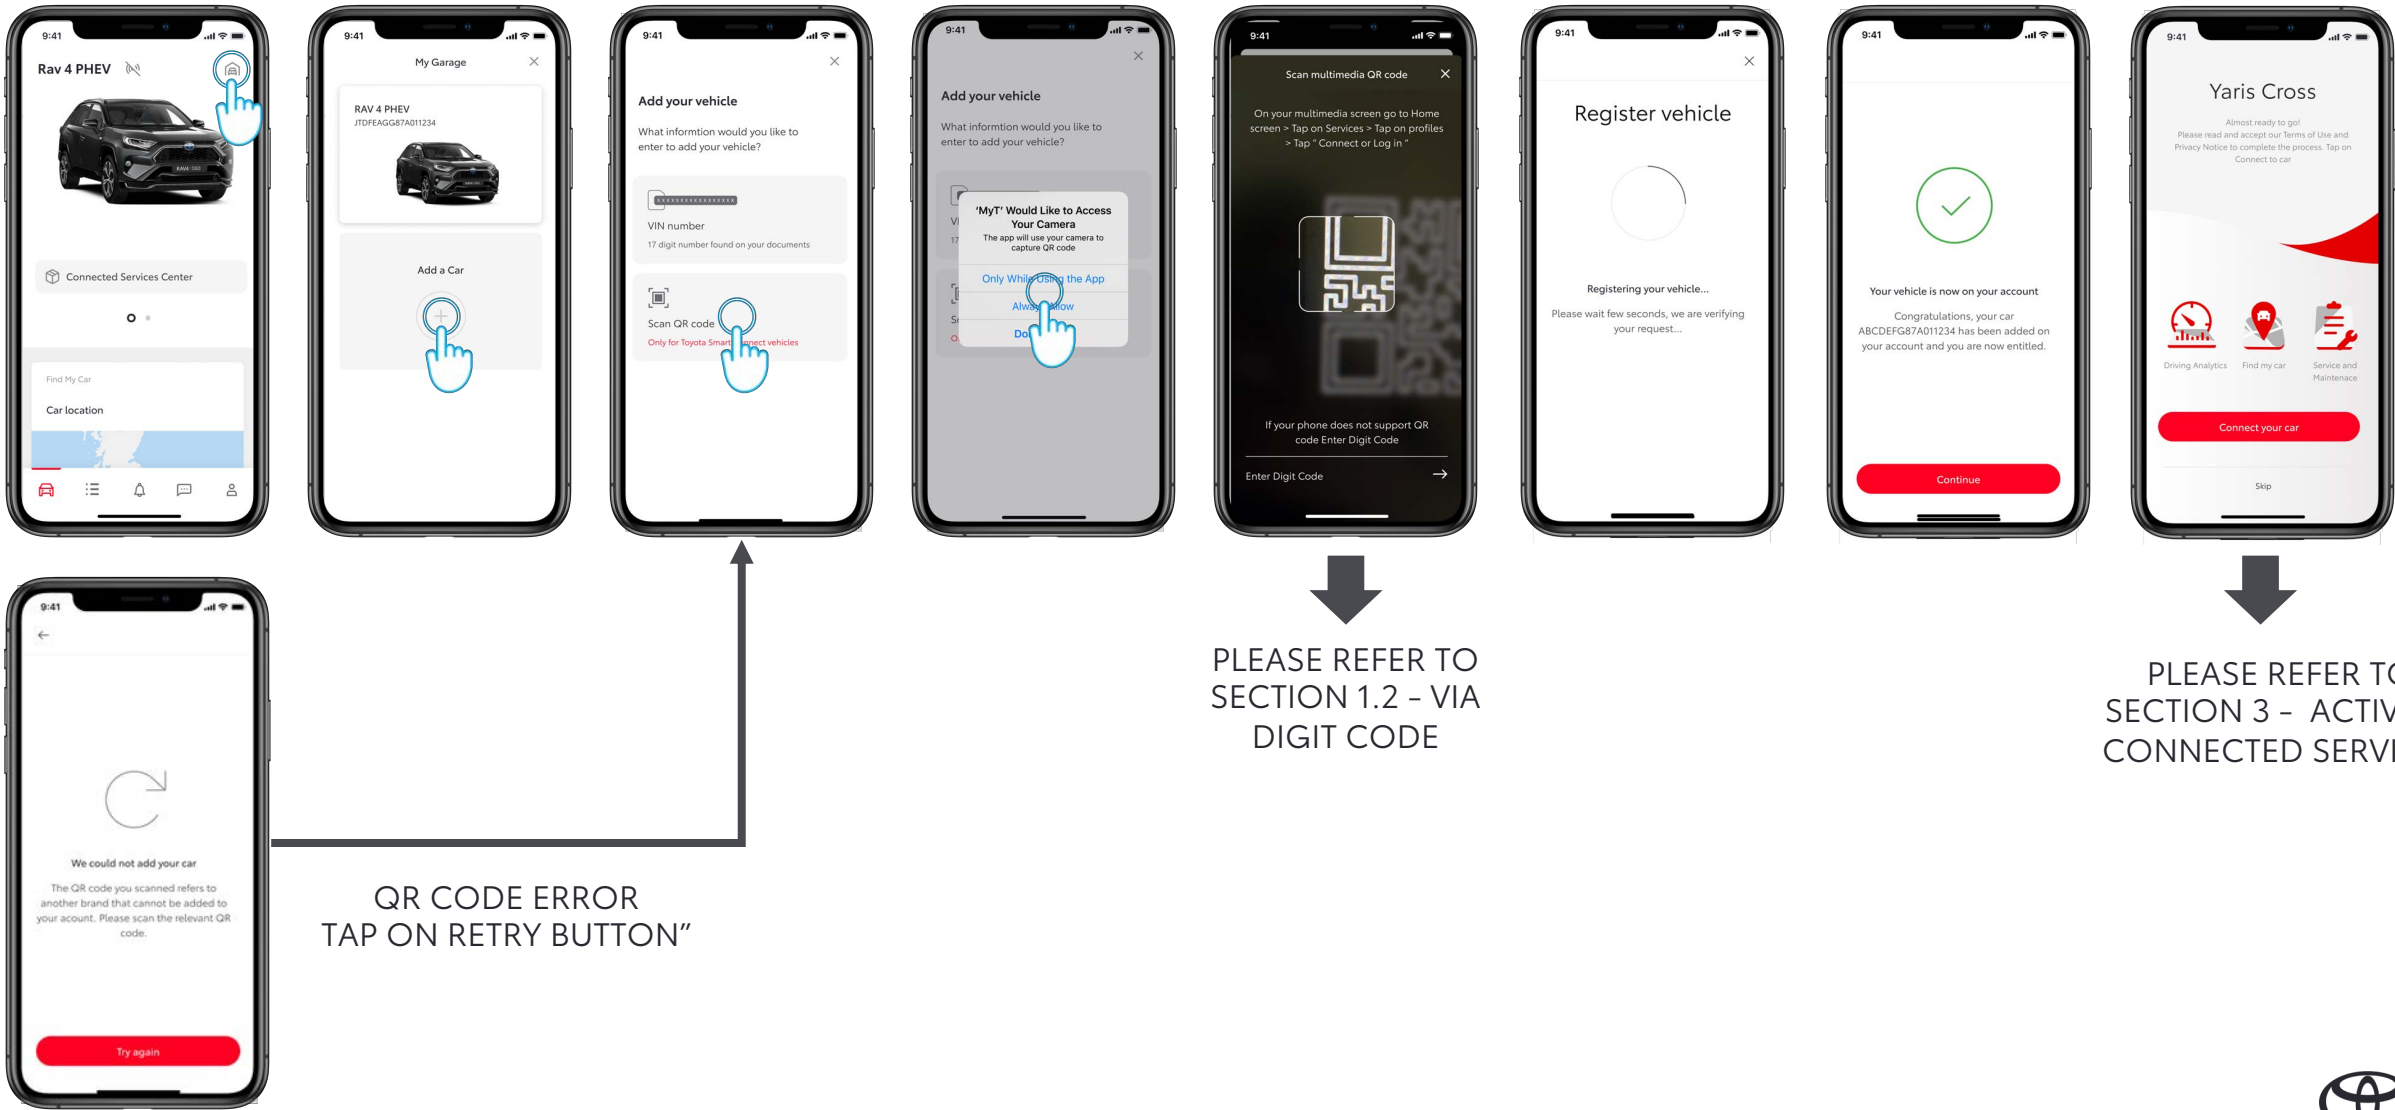 9:41
Rav 4 PHEV
Connected Services Center
Find My Car
Car location
9:41
My Garage
RAV 4 PHEV
JTDFEAGG87A011234
Add a Car
9:41
Add your vehicle
What informtion would you like to
enter to add your vehicle?
xxxxxxxxxxxxxxxxx
VIN number
17 digit number found on your documents
Scan QR code
Only for Toyota Smart Connect vehicles
9:41
Add your vehicle
What informtion would you like to
enter to add your vehicle?
'MyT' Would Like to Access
Your Camera
The app will use your camera to
capture QR code
Only While Using the App
Always Allow
9:41
Scan multimedia QR code
On your multimedia screen go to Home
screen > Tap on Services > Tap on profiles
> Tap " Connect or Log in "
If your phone does not support QR
code Enter Digit Code
Enter Digit Code
9:41
Register vehicle
Registering your vehicle...
Please wait few seconds, we are verifying
your request...
9:41
Your vehicle is now on your account
Congratulations, your car
ABCDEFG87A011234 has been added on
your account and you are now entitled.
Continue
9:41
Yaris Cross
Almost ready to go!
Please read and accept our Terms of Use and
Privacy Notice to complete the process. Tap on
Connect to car
Driving Analytics
Find my car
Service and
Maintenace
Connect your car
Skip
PLEASE REFER TO
SECTION 1.2 – VIA
DIGIT CODE
PLEASE REFER TO
SECTION 3 – ACTIV
CONNECTED SERVI
9:41
We could not add your car
The QR code you scanned refers to
another brand that cannot be added to
your acount. Please scan the relevant QR
code.
Try again
QR CODE ERROR
TAP ON RETRY BUTTON"